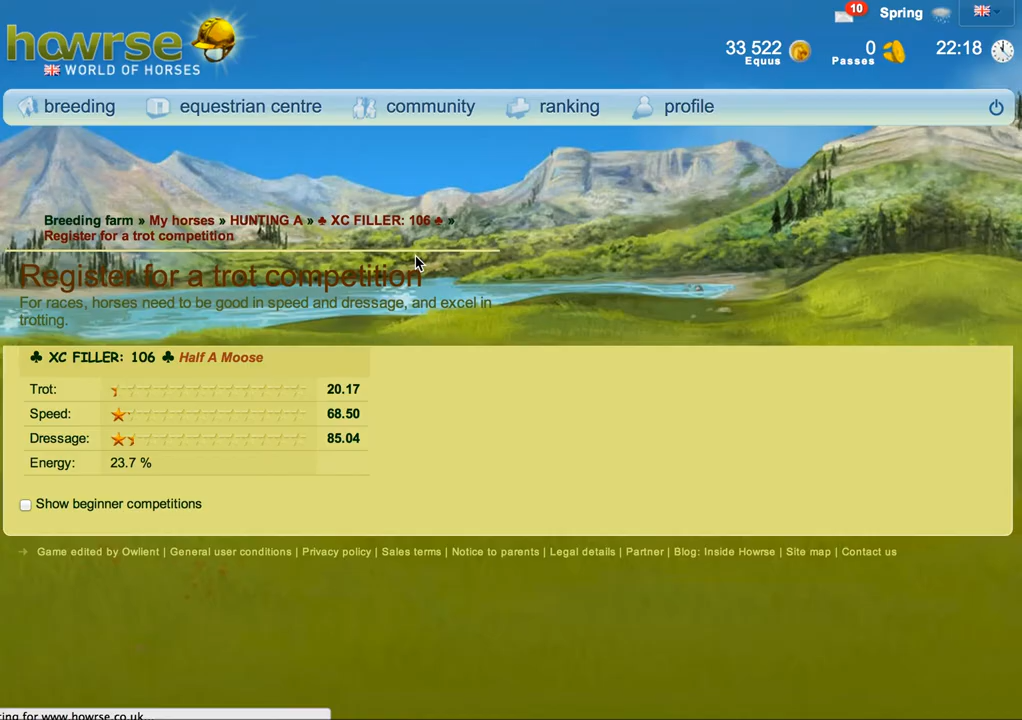 howrse
WORLD OF HORSES
10
Spring
33 522
Equus
0
Passes
22:18
breeding
equestrian centre
community
ranking
profile
Breeding farm » My horses » HUNTING A » ♣ XC FILLER: 106 ♣ »
Register for a trot competition
Register for a trot competition
For races, horses need to be good in speed and dressage, and excel in
trotting.
♣ XC FILLER: 106 ♣ Half A Moose
Trot: 20.17
Speed: 68.50
Dressage: 85.04
Energy: 23.7 %
Show beginner competitions
Game edited by Owlient | General user conditions | Privacy policy | Sales terms | Notice to parents | Legal details | Partner | Blog: Inside Howrse | Site map | Contact us
for www.howrse.co.uk...